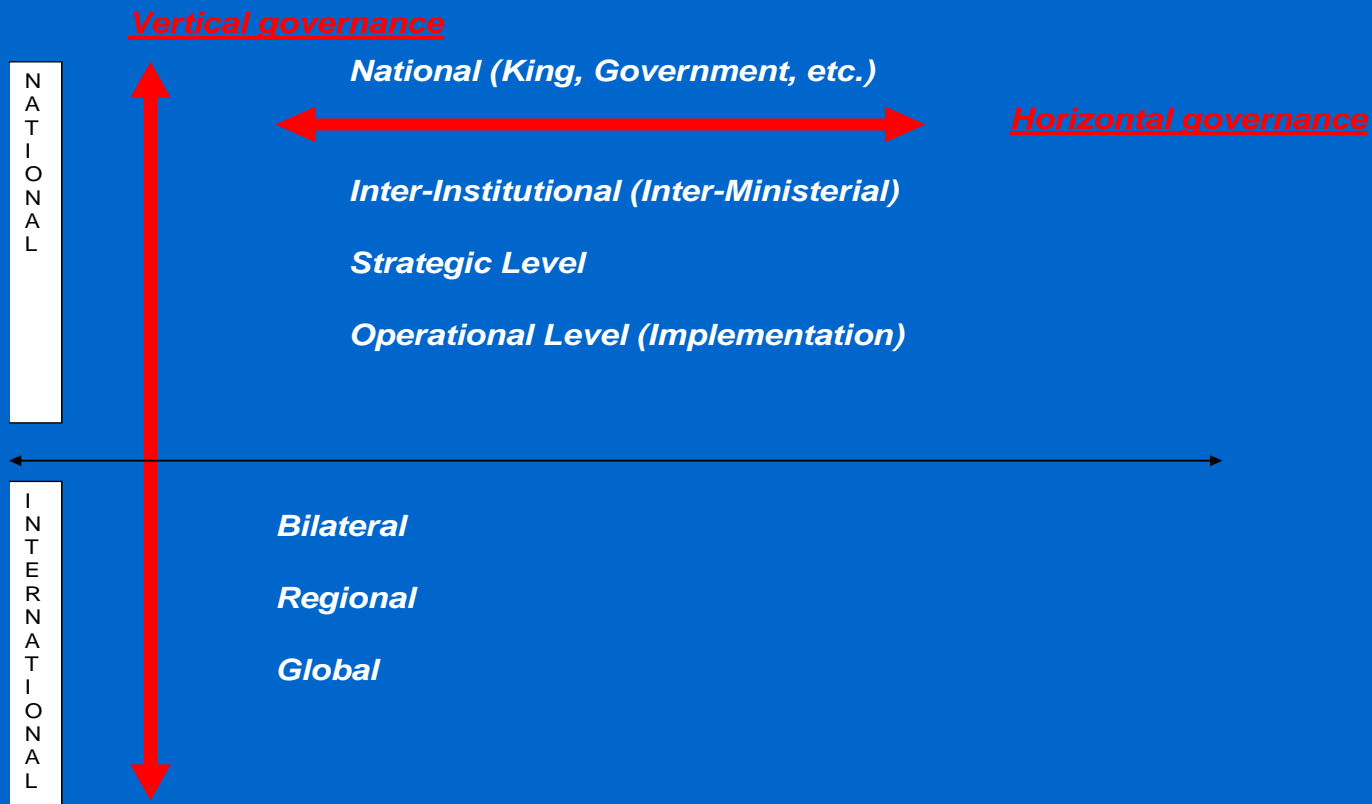 Vertical governance
National (King, Government, etc.)
Horizontal governance
NATIONAL
Inter-Institutional (Inter-Ministerial)
Strategic Level
Operational Level (Implementation)
INTERNATIONAL
Bilateral
Regional
Global